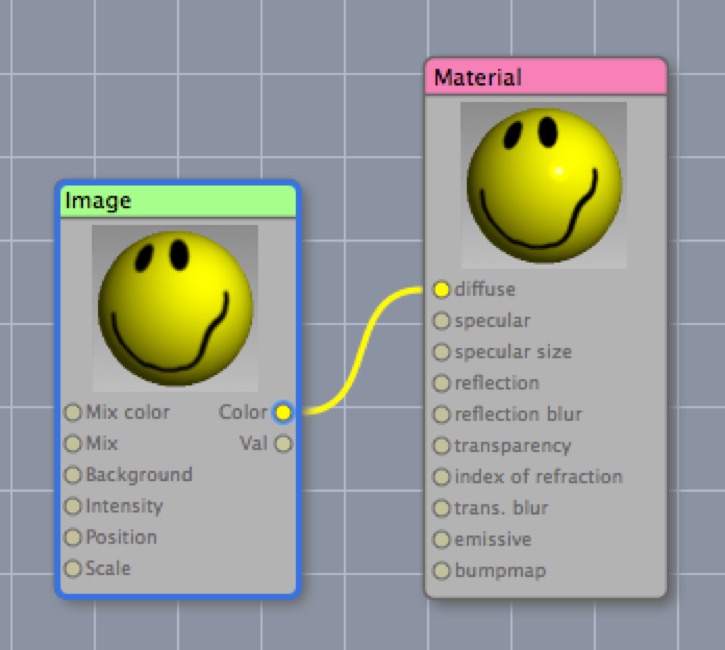 Material
Image
diffuse
specular
specular size
reflection
reflection blur
transparency
index of refraction
trans. blur
emissive
bumpmap
Mix color Color
Mix Val
Background
Intensity
Position
Scale